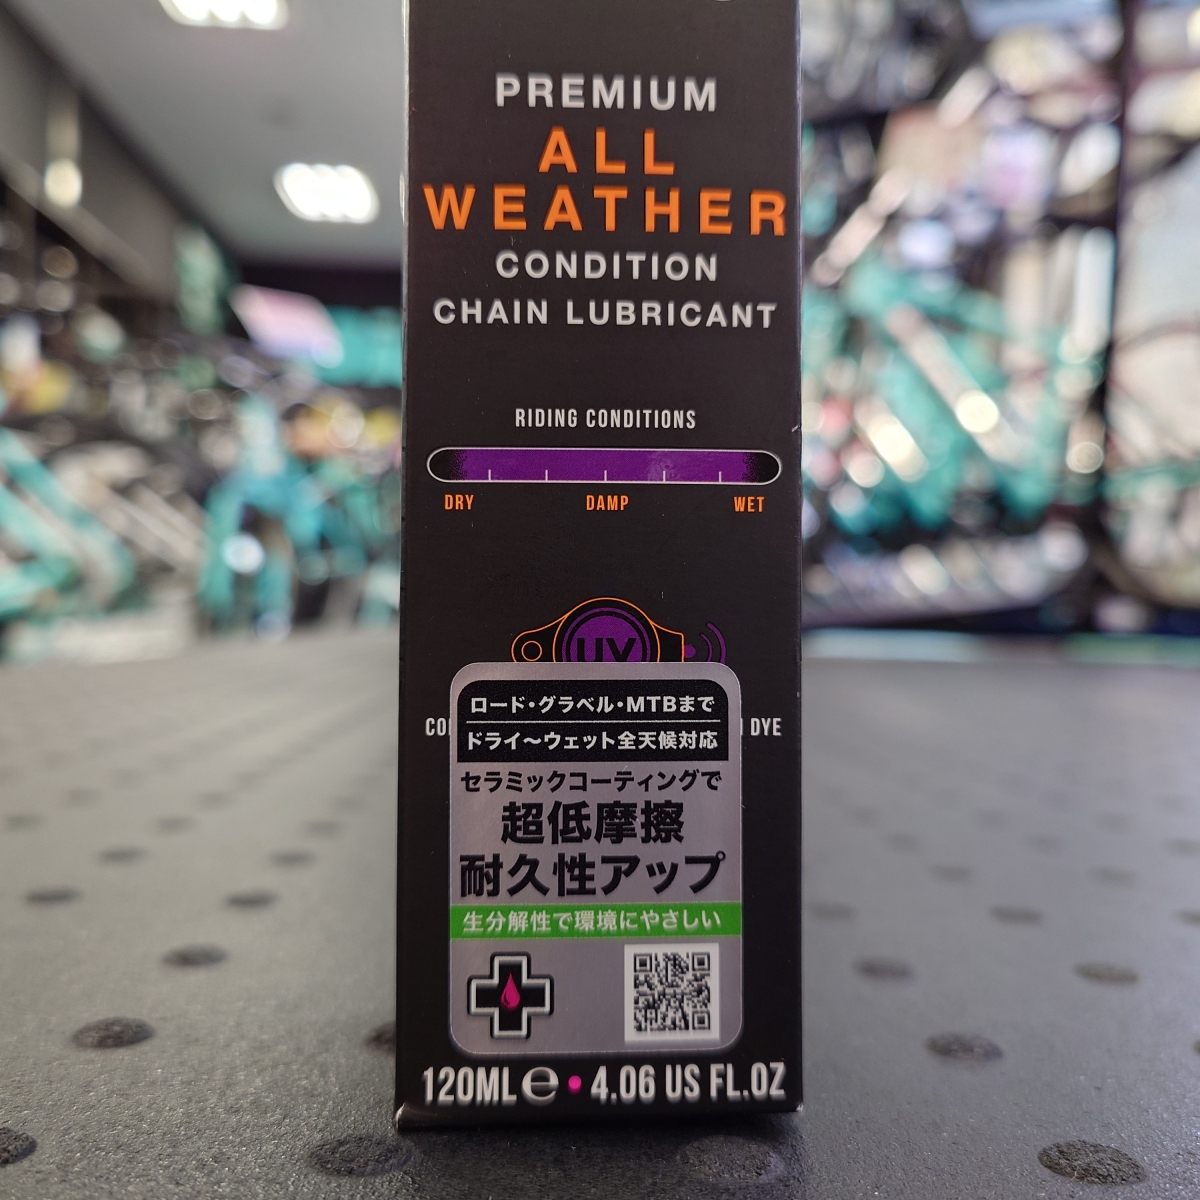 PREMIUM
ALL
WEATHER
CONDITION
CHAIN LUBRICANT
RIDING CONDITIONS
DRY DAMP WET
UV
DYE
ロード・グラベル・MTBまで
ドライ～ウェット全天候対応
セラミックコーティングで
超低摩擦
耐久性アップ
生分解性で環境にやさしい
120ML ℮ • 4.06 US FL.OZ